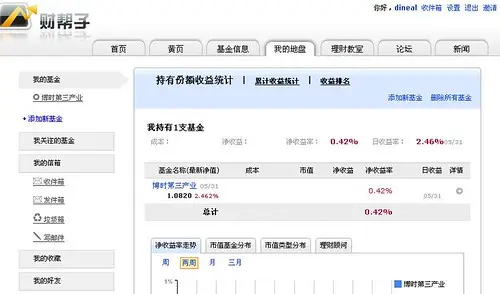 财帮子
你好, dineal 收件箱 设置 退出 邀请
首页 黄页 基金信息 我的地盘 理财教室 论坛 新闻
我的基金
博时第三产业
+ 添加新基金
我关注的基金
我的信箱
收件箱
发件箱
垃圾箱
写邮件
我的收藏
我的好友
持有份额收益统计 | 累计收益统计 | 收益排名
添加新基金 删除所有基金
我持有1支基金
成本: 净收益: 净收益率: 0.42% 日收益率: 2.46% 05/31
基金名称(最新净值) 成本 市值 净收益 净收益率 日收益 详情
博时第三产业 05/31
1.0820 2.462% 0.42% 05/31
总计 0.42%
净收益率走势 市值基金分布 市值类型分布 理财顾问
周 两周 月 三月
1%
博时第三产业